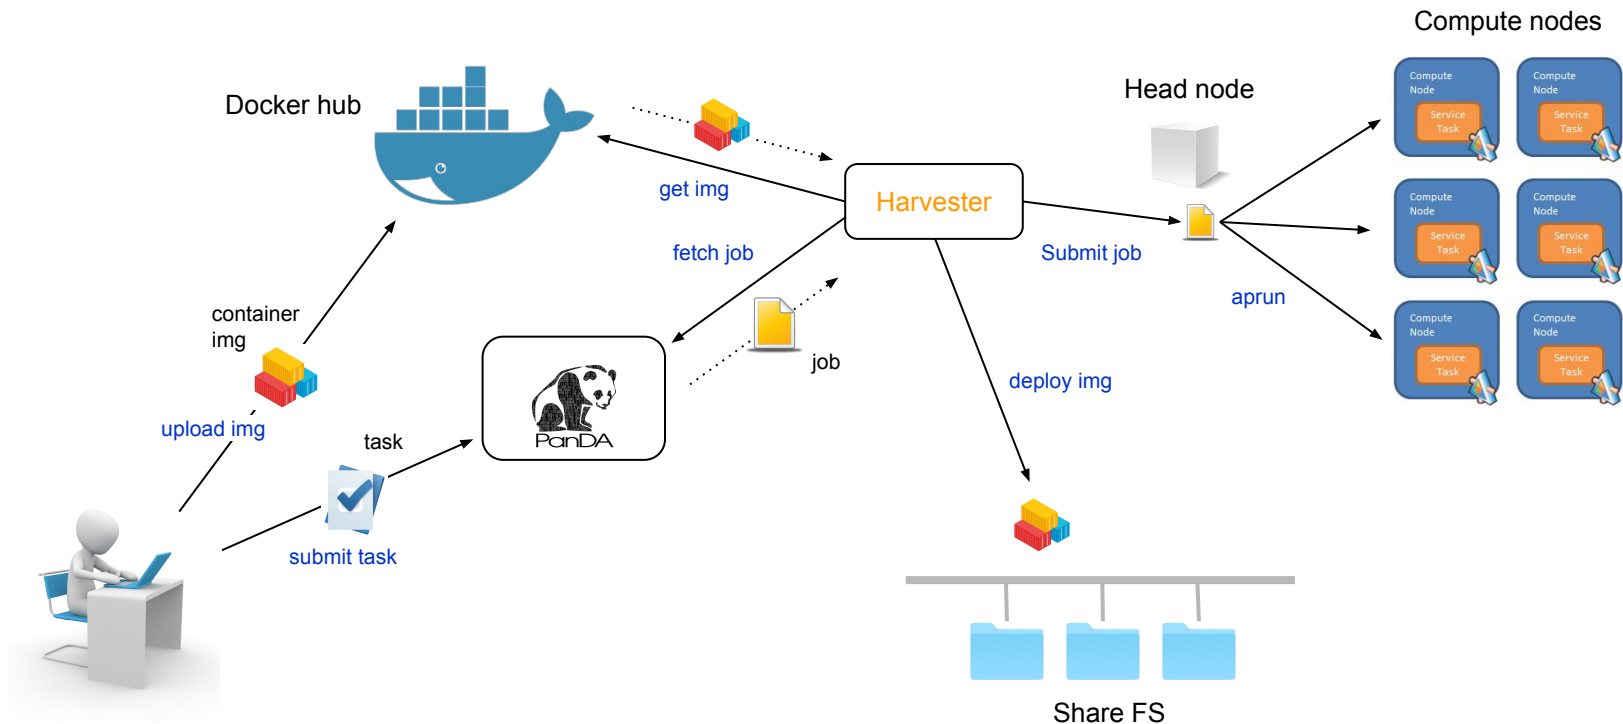 Compute nodes
Docker hub
Head node
Compute
Node
Service
Task
Compute
Node
Service
Task
get img
Harvester
Submit job
fetch job
Compute
Node
Service
Task
Compute
Node
Service
Task
aprun
container
img
job
deploy img
Compute
Node
Service
Task
Compute
Node
Service
Task
upload img
task
PanDA
submit task
Share FS